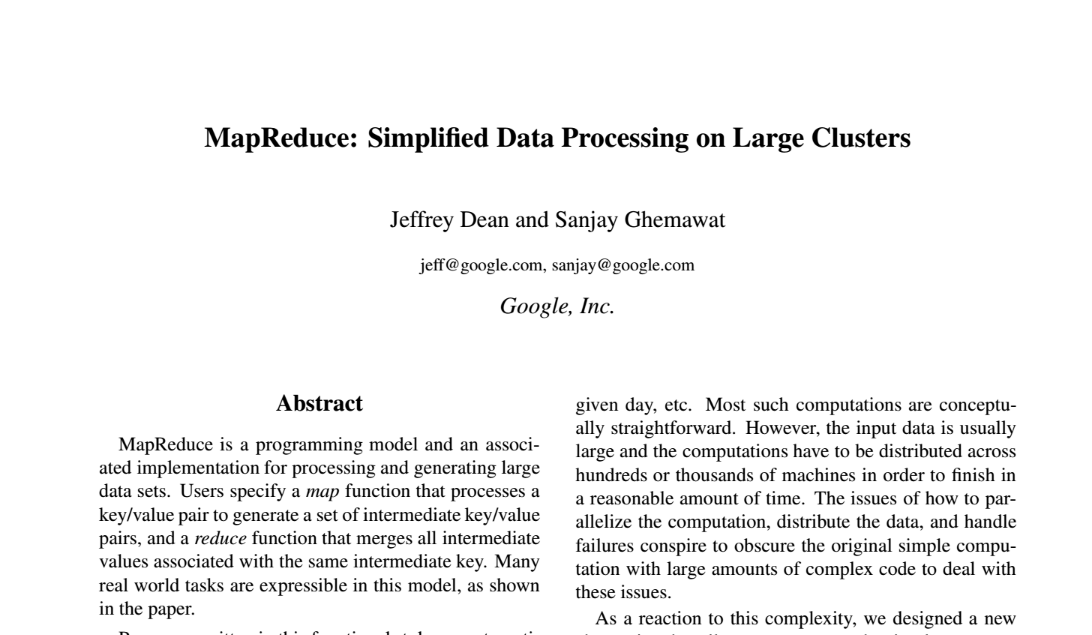 MapReduce: Simplified Data Processing on Large Clusters
Jeffrey Dean and Sanjay Ghemawat
jeff@google.com, sanjay@google.com
Google, Inc.
Abstract
MapReduce is a programming model and an associ-
ated implementation for processing and generating large
data sets. Users specify a map function that processes a
key/value pair to generate a set of intermediate key/value
pairs, and a reduce function that merges all intermediate
values associated with the same intermediate key. Many
real world tasks are expressible in this model, as shown
in the paper.
given day, etc. Most such computations are conceptu-
ally straightforward. However, the input data is usually
large and the computations have to be distributed across
hundreds or thousands of machines in order to finish in
a reasonable amount of time. The issues of how to par-
allelize the computation, distribute the data, and handle
failures conspire to obscure the original simple compu-
tation with large amounts of complex code to deal with
these issues.
As a reaction to this complexity, we designed a new